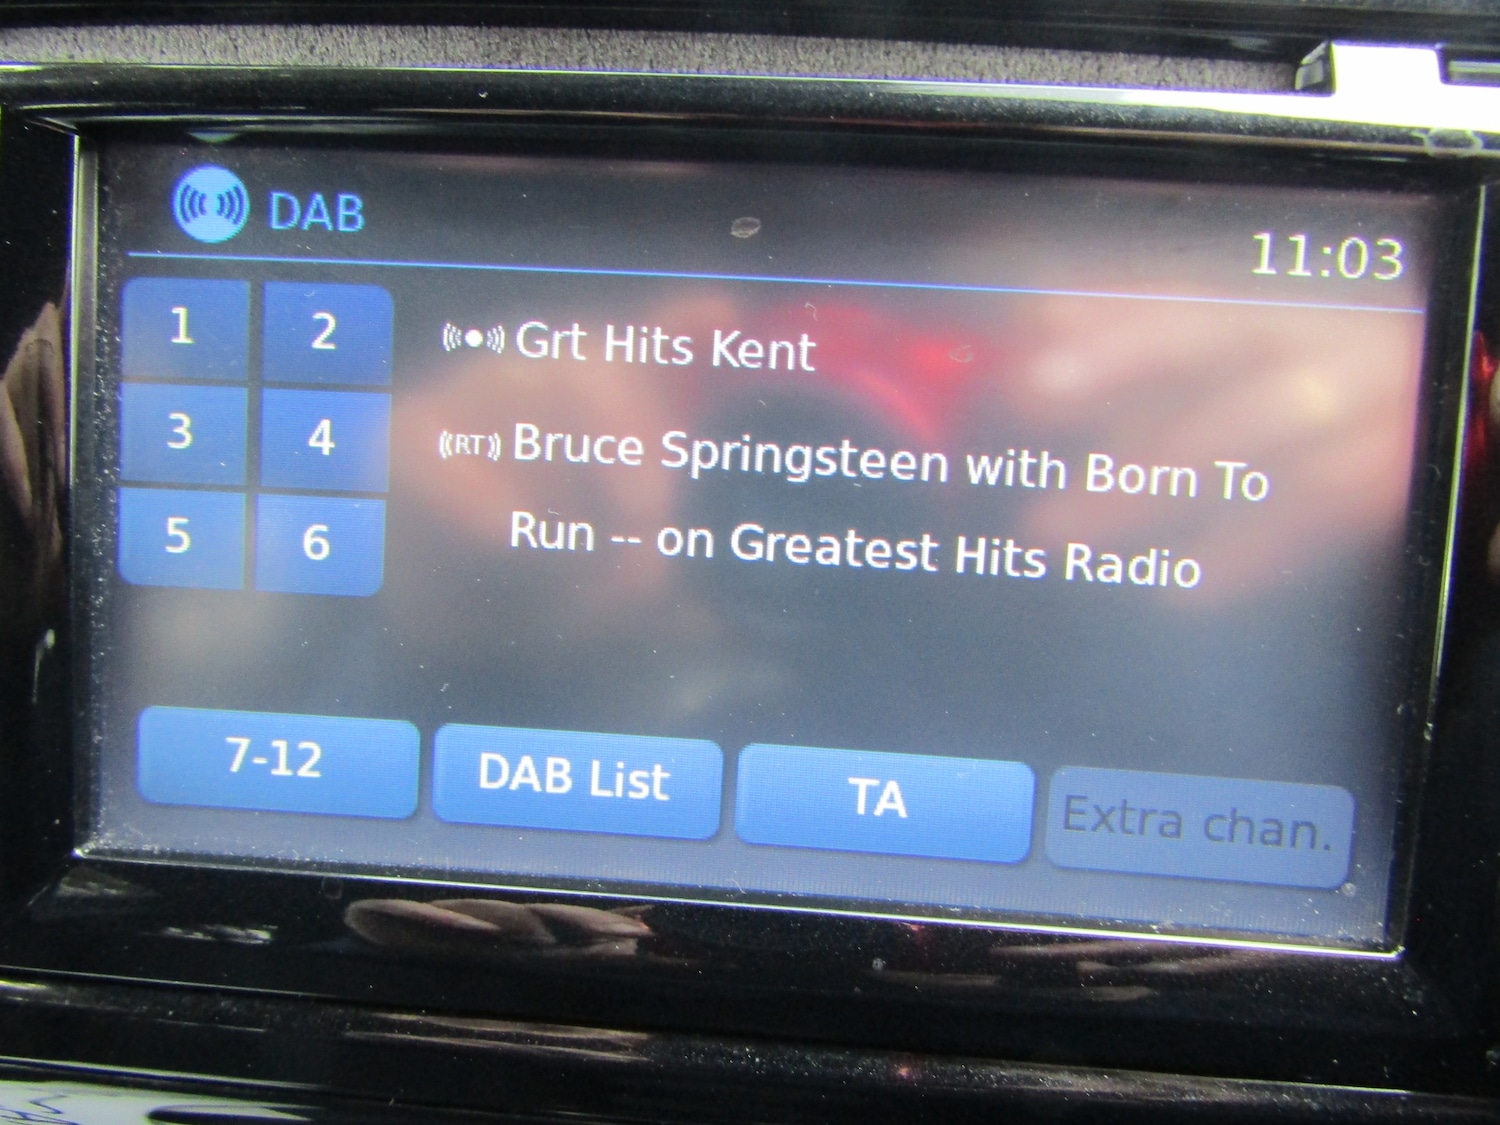 DAB
11:03
1 2
3 4
5 6
Grt Hits Kent
RT Bruce Springsteen with Born To
Run -- on Greatest Hits Radio
7-12 DAB List TA Extra chan.